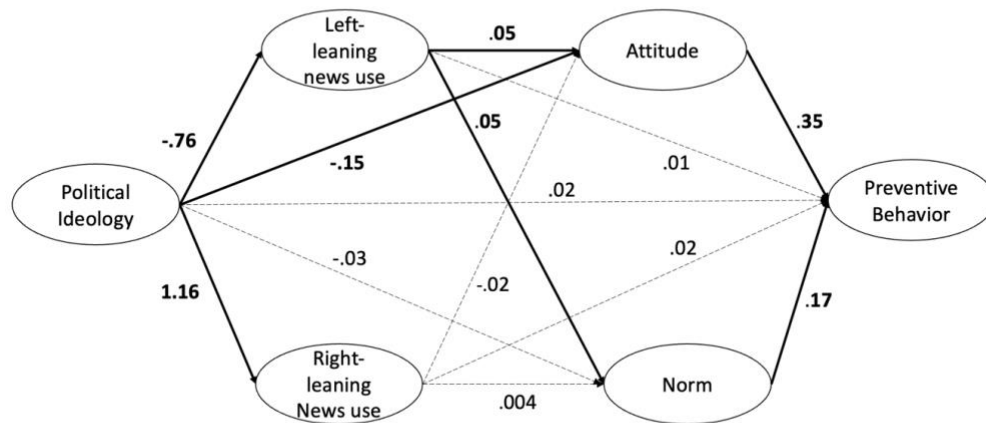 Left-
leaning
news use
.05
Attitude
-.76
.05
.35
-.15
.01
Political
Ideology
.02
Preventive
Behavior
-.03
.02
1.16
-.02
.17
Right-
leaning
News use
.004
Norm